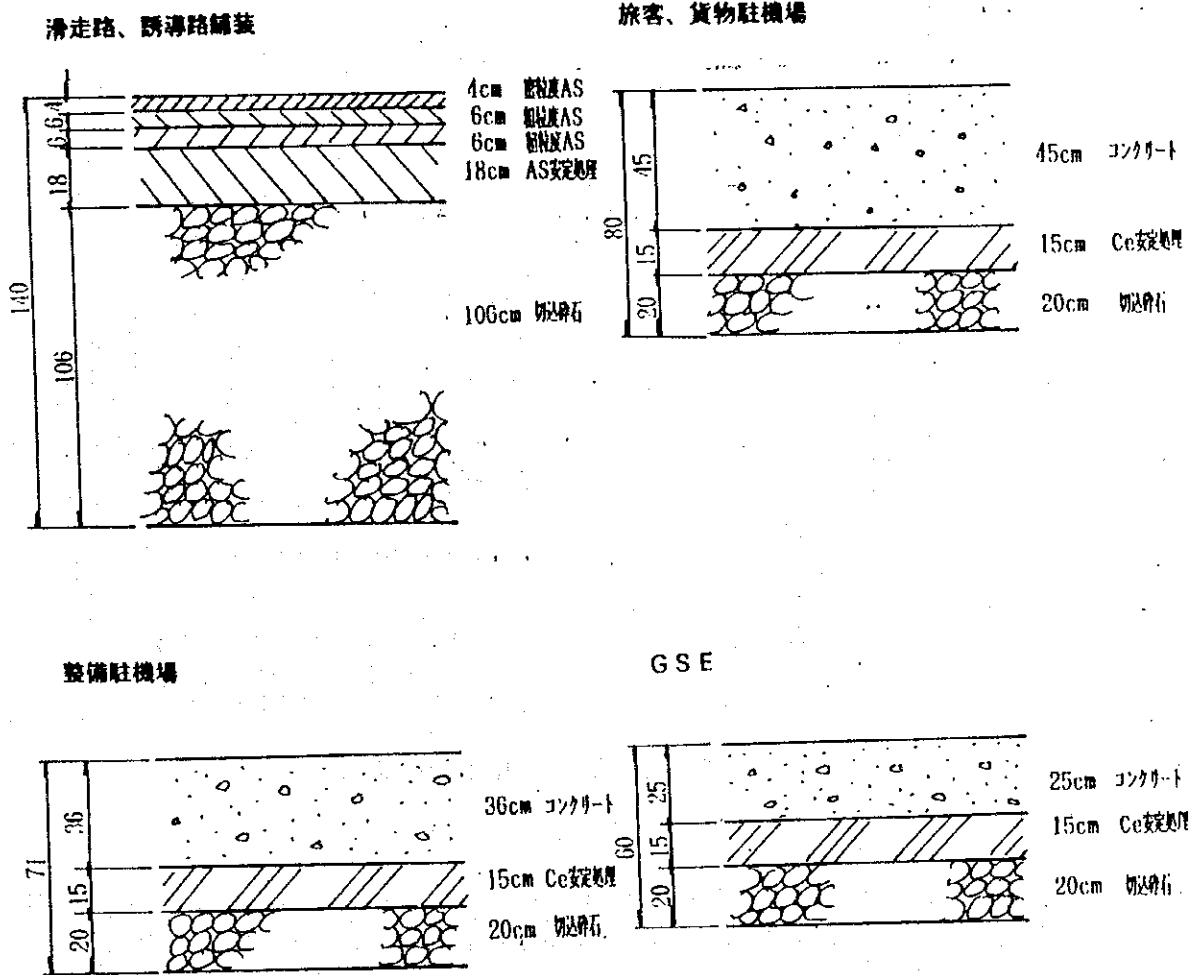 滑走路、誘導路舗装
4cm 密粒度AS
6cm 粗粒度AS
6cm 粗粒度AS
18cm AS安定処理
106cm 切込砕石
4
6
6
18
140
106
旅客、貨物駐機場
45cm コンクリート
15cm Ce安定処理
20cm 切込砕石
45
80
15
20
整備駐機場
36cm コンクリート
15cm Ce安定処理
20cm 切込砕石
36
71
15
20
GSE
25cm コンクリート
15cm Ce安定処理
20cm 切込砕石
25
60
15
20